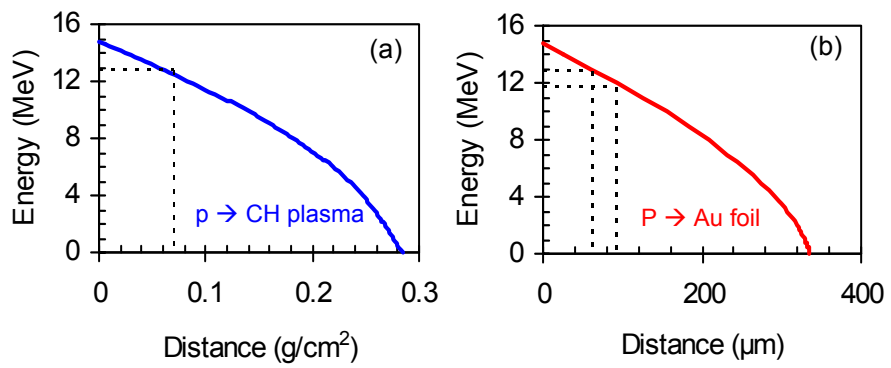 16
12
8
4
0
Energy (MeV)
(a)
p → CH plasma
0
0.1
0.2
0.3
Distance (g/cm²)
16
12
8
4
0
Energy (MeV)
(b)
P → Au foil
0
200
400
Distance (µm)